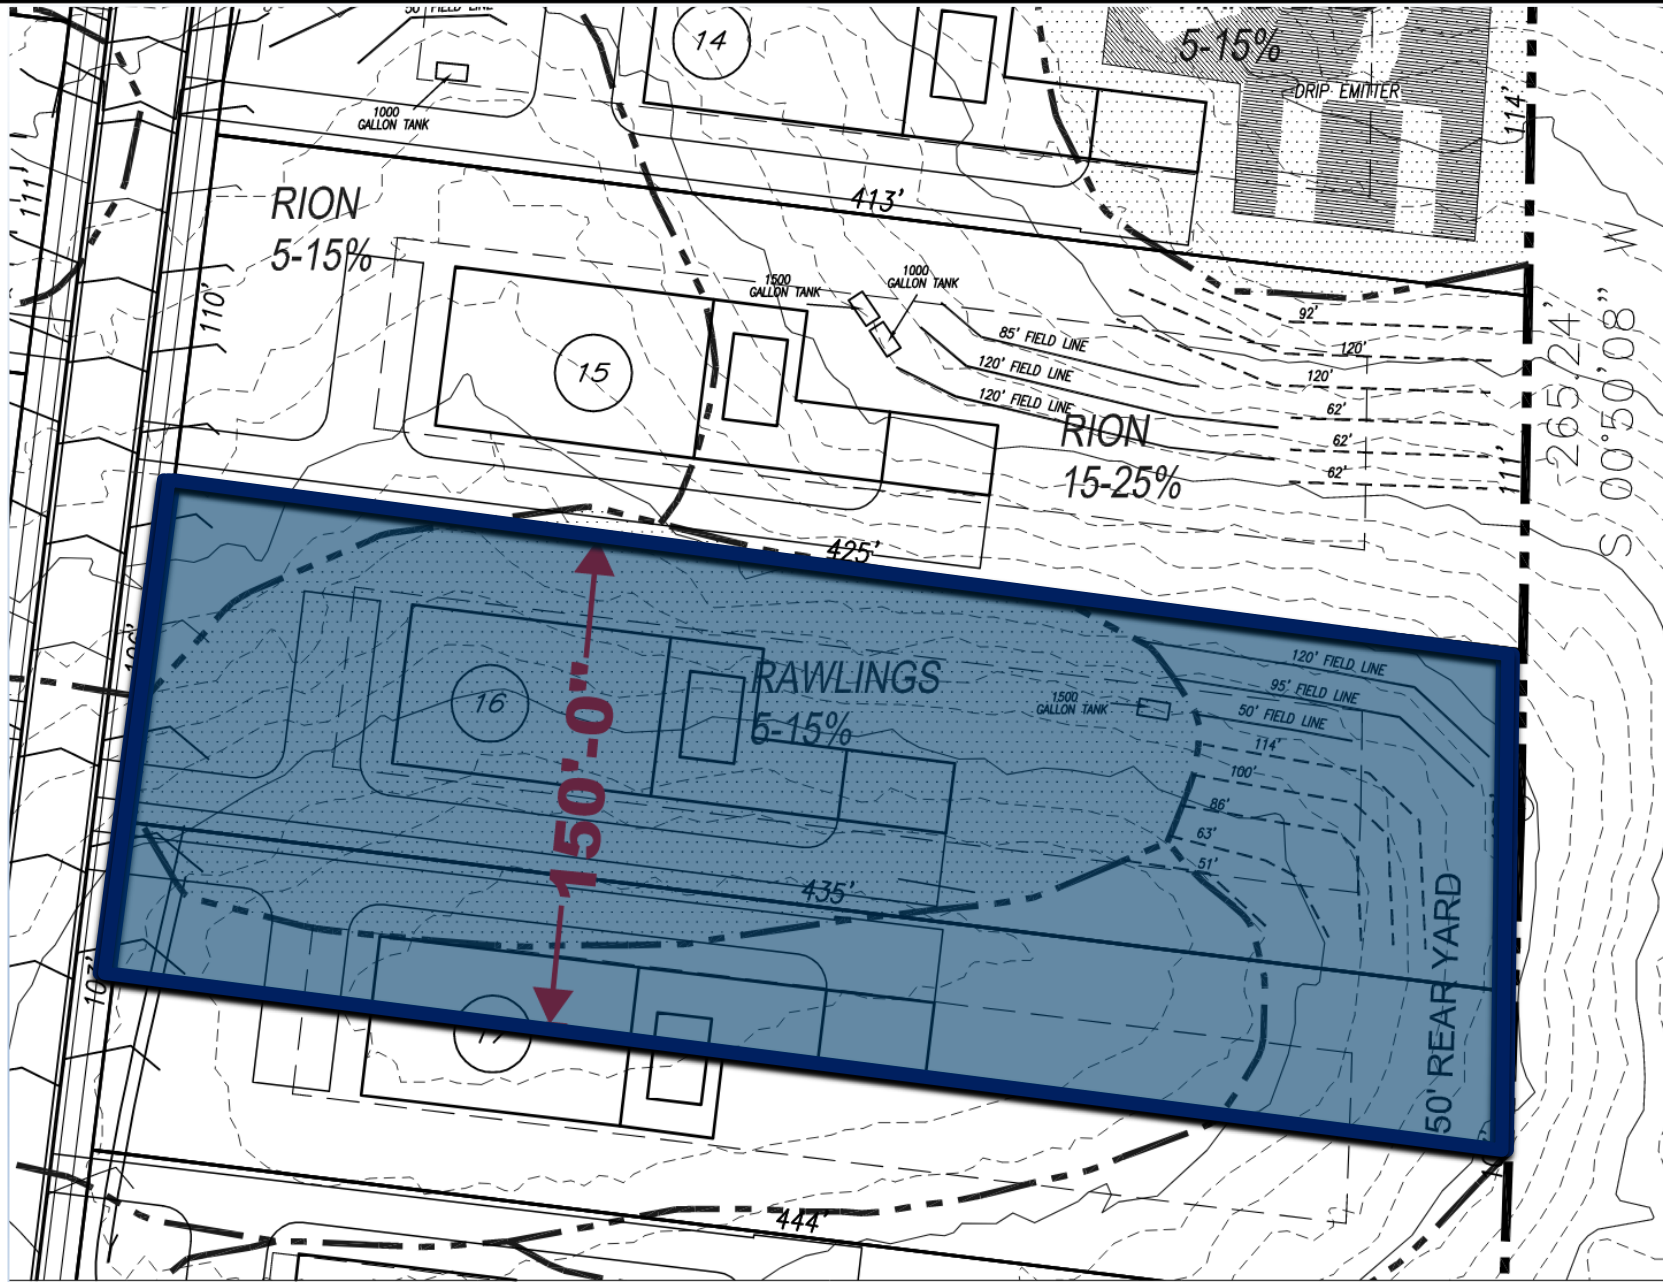 50' FIELD LINE
14
5-15%
DRIP EMITTER
114'
1000
GALLON TANK
111'
RION
5-15%
413'
110'
1500
GALLON TANK
1000
GALLON TANK
85' FIELD LINE
120' FIELD LINE
120' FIELD LINE
92'
120'
120'
62'
62'
62'
15
RION
15-25%
111'
265.24'
S 00°50'08" W
425'
106'
RAWLINGS
5-15%
16
150'-0"
1500
GALLON TANK
120' FIELD LINE
95' FIELD LINE
50' FIELD LINE
114'
100'
86'
63'
51'
435'
50' REAR YARD
103'
17
444'